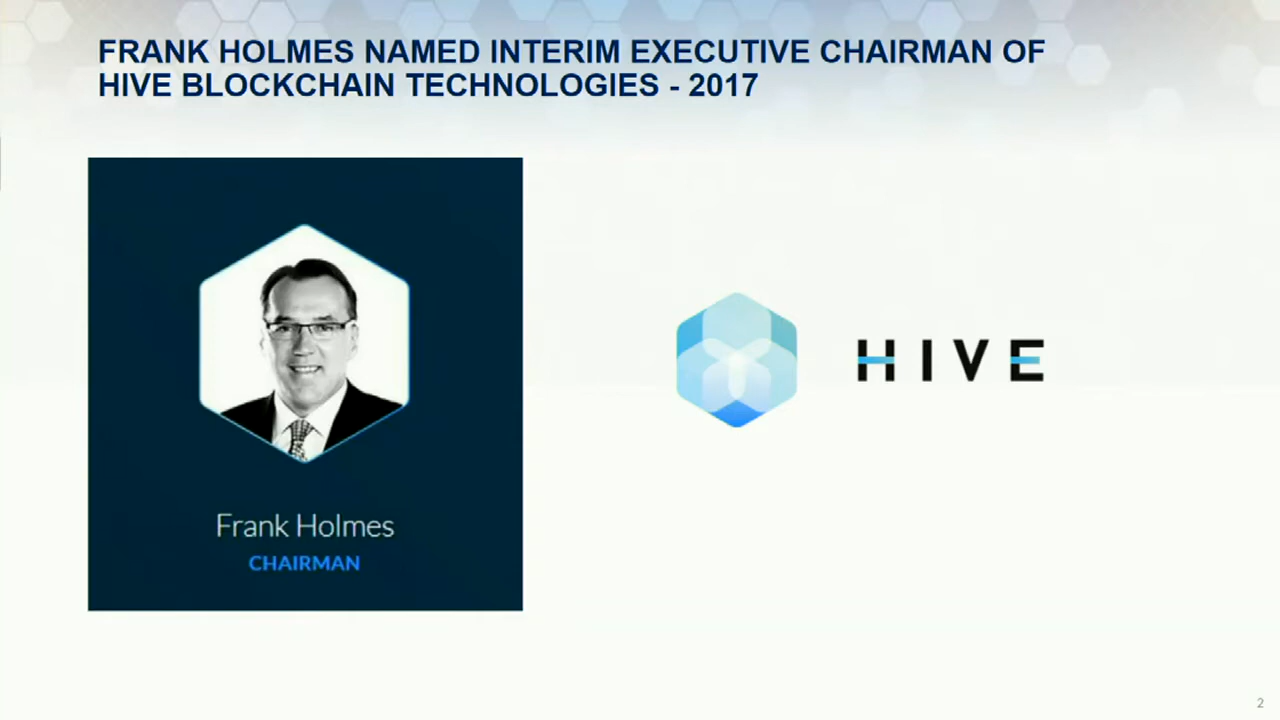 FRANK HOLMES NAMED INTERIM EXECUTIVE CHAIRMAN OF
HIVE BLOCKCHAIN TECHNOLOGIES - 2017
HIVE
Frank Holmes
CHAIRMAN
2